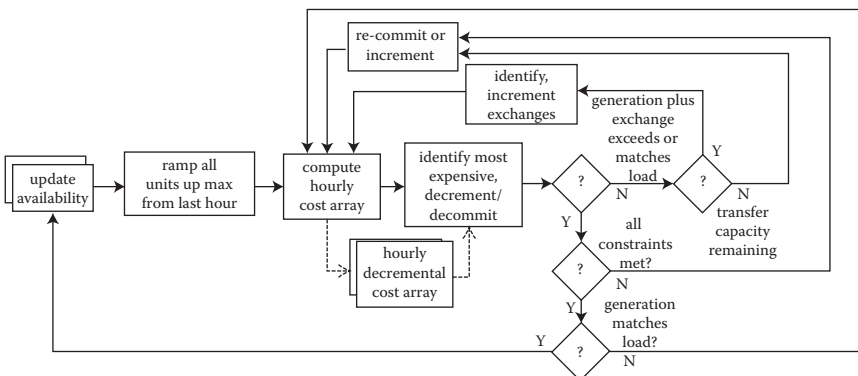 re-commit or
increment
identify,
increment
exchanges
generation plus
exchange
exceeds or
matches
load
Y
update
availability
ramp all
units up max
from last hour
compute
hourly
cost array
identify most
expensive,
decrement/
decommit
?
N
?
N
transfer
capacity
remaining
Y
all
constraints
met?
hourly
decremental
cost array
?
N
Y
generation
matches
load?
Y
?
N